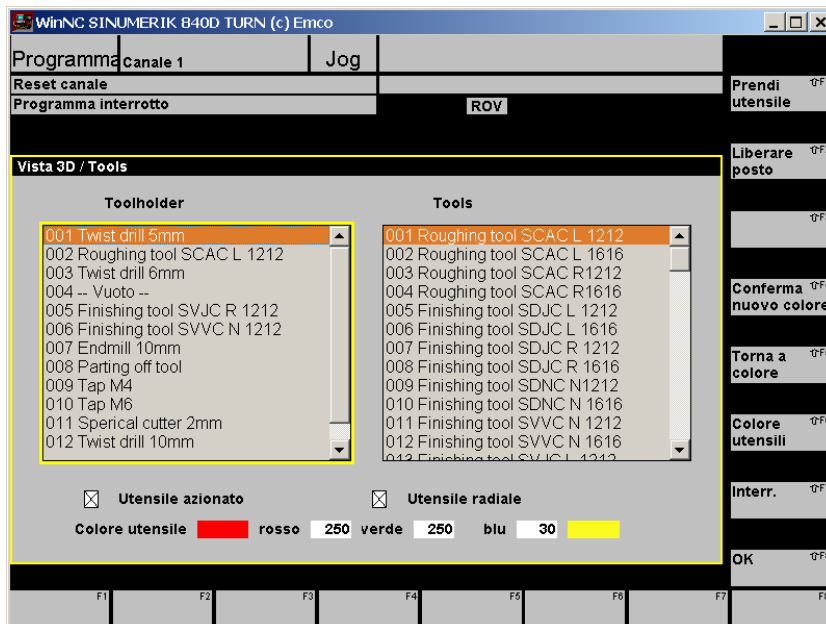 WinNC SINUMERIK 840D TURN (c) Emco
Programma Canale 1 Jog
Reset canale
Programma interrotto ROV
Prendi utensile
Liberare posto
Conferma nuovo colore
Torna a colore
Colore utensili
Interr.
OK
Vista 3D / Tools
Toolholder
001 Twist drill 5mm
002 Roughing tool SCAC L 1212
003 Twist drill 6mm
004 -- Vuoto --
005 Finishing tool SVJC R 1212
006 Finishing tool SVVC N 1212
007 Endmill 10mm
008 Parting off tool
009 Tap M4
010 Tap M6
011 Sperical cutter 2mm
012 Twist drill 10mm
Tools
001 Roughing tool SCAC L 1212
002 Roughing tool SCAC L 1616
003 Roughing tool SCAC R1212
004 Roughing tool SCAC R1616
005 Finishing tool SDJC L 1212
006 Finishing tool SDJC L 1616
007 Finishing tool SDJC R 1212
008 Finishing tool SDJC R 1616
009 Finishing tool SDNC N1212
010 Finishing tool SDNC N 1616
011 Finishing tool SVVC N 1212
012 Finishing tool SVVC N 1616
013 Finishing tool SVJC L 1212
Utensile azionato Utensile radiale
Colore utensile rosso 250 verde 250 blu 30
F1 F2 F3 F4 F5 F6 F7